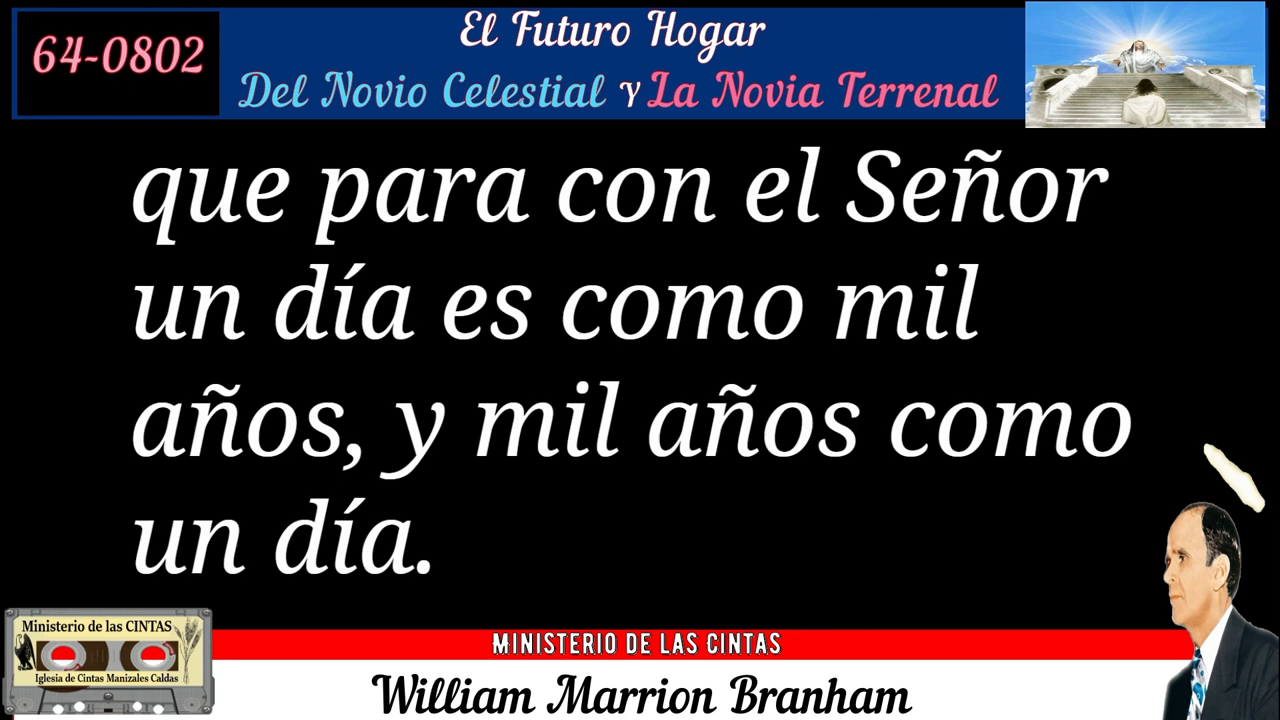 64-0802
El Futuro Hogar
Del Novio Celestial Y La Novia Terrenal
que para con el Señor
un día es como mil
años, y mil años como
un día.
Ministerio de las CINTAS
Iglesia de Cintas Manizales Caldas
MINISTERIO DE LAS CINTAS
William Marrion Branham